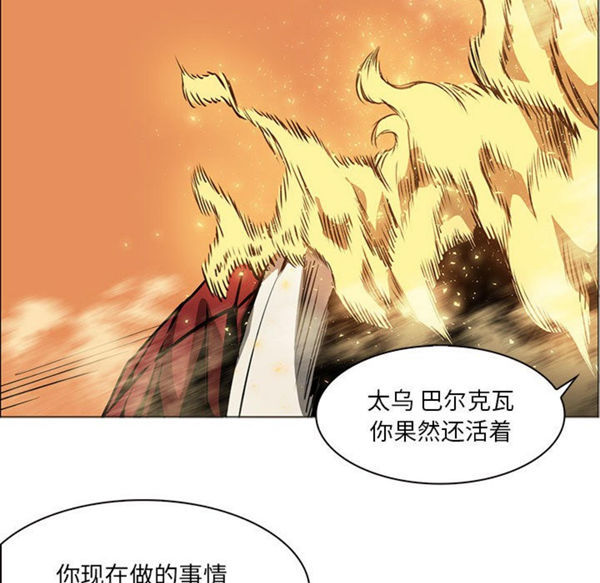 太乌 巴尔克瓦
你果然还活着
你现在做的事情